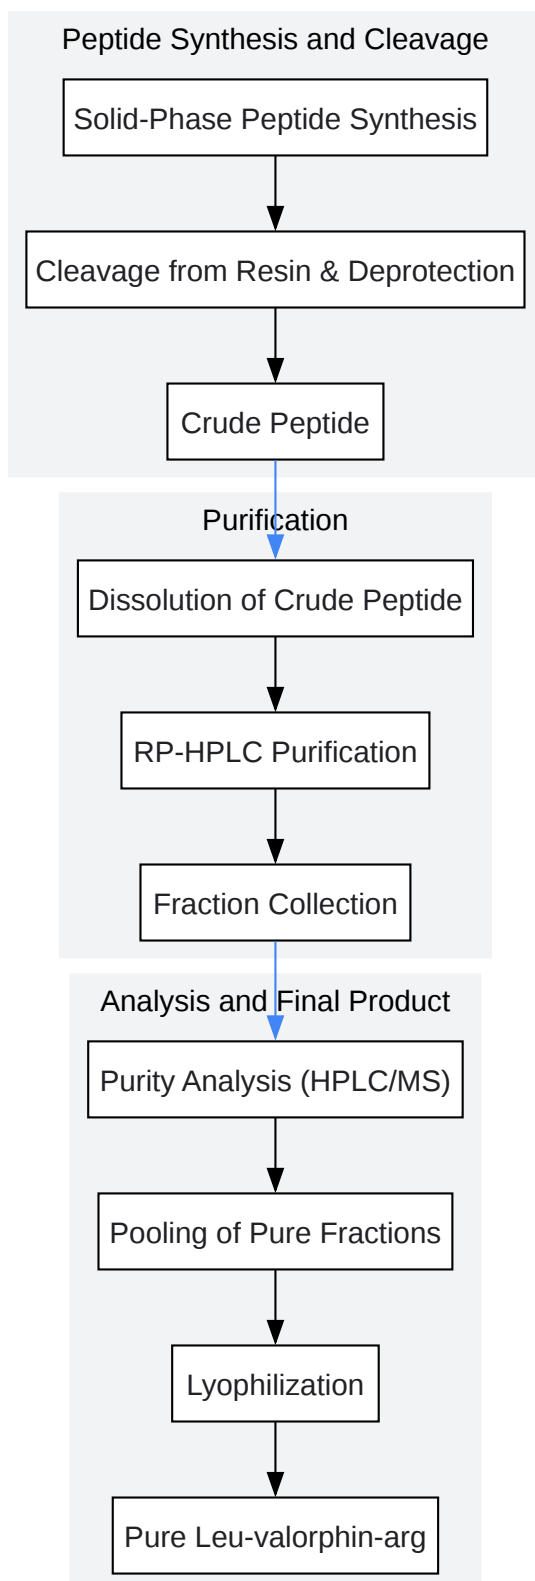 Peptide Synthesis and Cleavage
Solid-Phase Peptide Synthesis
Cleavage from Resin & Deprotection
Crude Peptide
Purification
Dissolution of Crude Peptide
RP-HPLC Purification
Fraction Collection
Analysis and Final Product
Purity Analysis (HPLC/MS)
Pooling of Pure Fractions
Lyophilization
Pure Leu-valorphin-arg